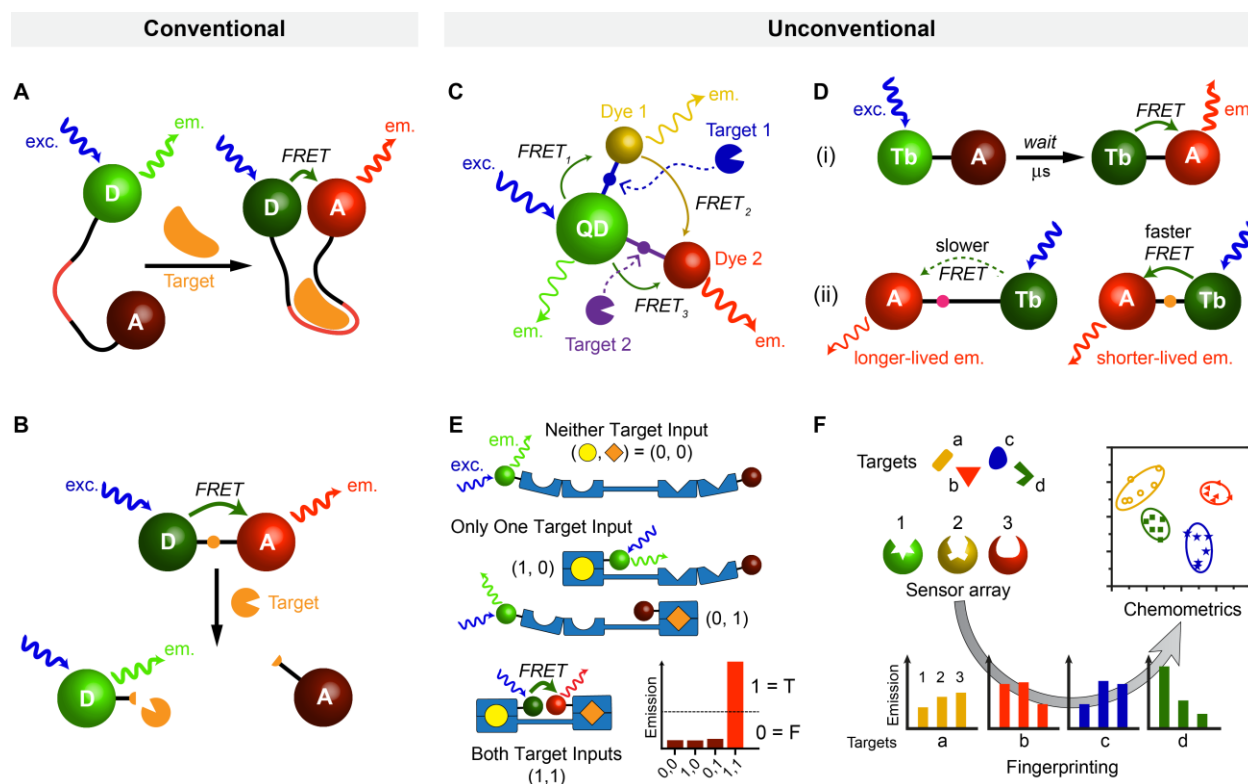 Conventional
Unconventional
A
exc.
em.
D
A
Target
FRET
em.
D
A
B
exc.
FRET
em.
D
A
Target
em.
D
A
C
Dye 1
em.
Target 1
exc.
FRET1
FRET2
QD
Dye 2
FRET3
em.
Target 2
em.
D
(i)
exc.
Tb
A
wait
μs
FRET
em.
Tb
A
(ii)
slower
FRET
A
Tb
longer-lived em.
faster
FRET
A
Tb
shorter-lived em.
E
Neither Target Input
( , ) = (0, 0)
em.
exc.
Only One Target Input
(1, 0)
(0, 1)
FRET
Both Target Inputs
(1,1)
Emission
1 = T
0 = F
0,0
1,0
0,1
1,1
F
Targets
a
b
c
d
1
2
3
Sensor array
Chemometrics
Emission
1 2 3
Targets
a
b
c
d
Fingerprinting